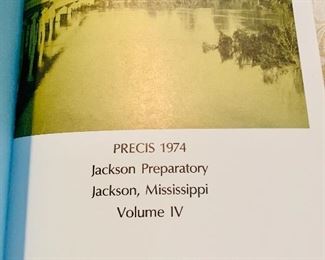 PRECIS 1974
Jackson Preparatory
Jackson, Mississippi
Volume IV